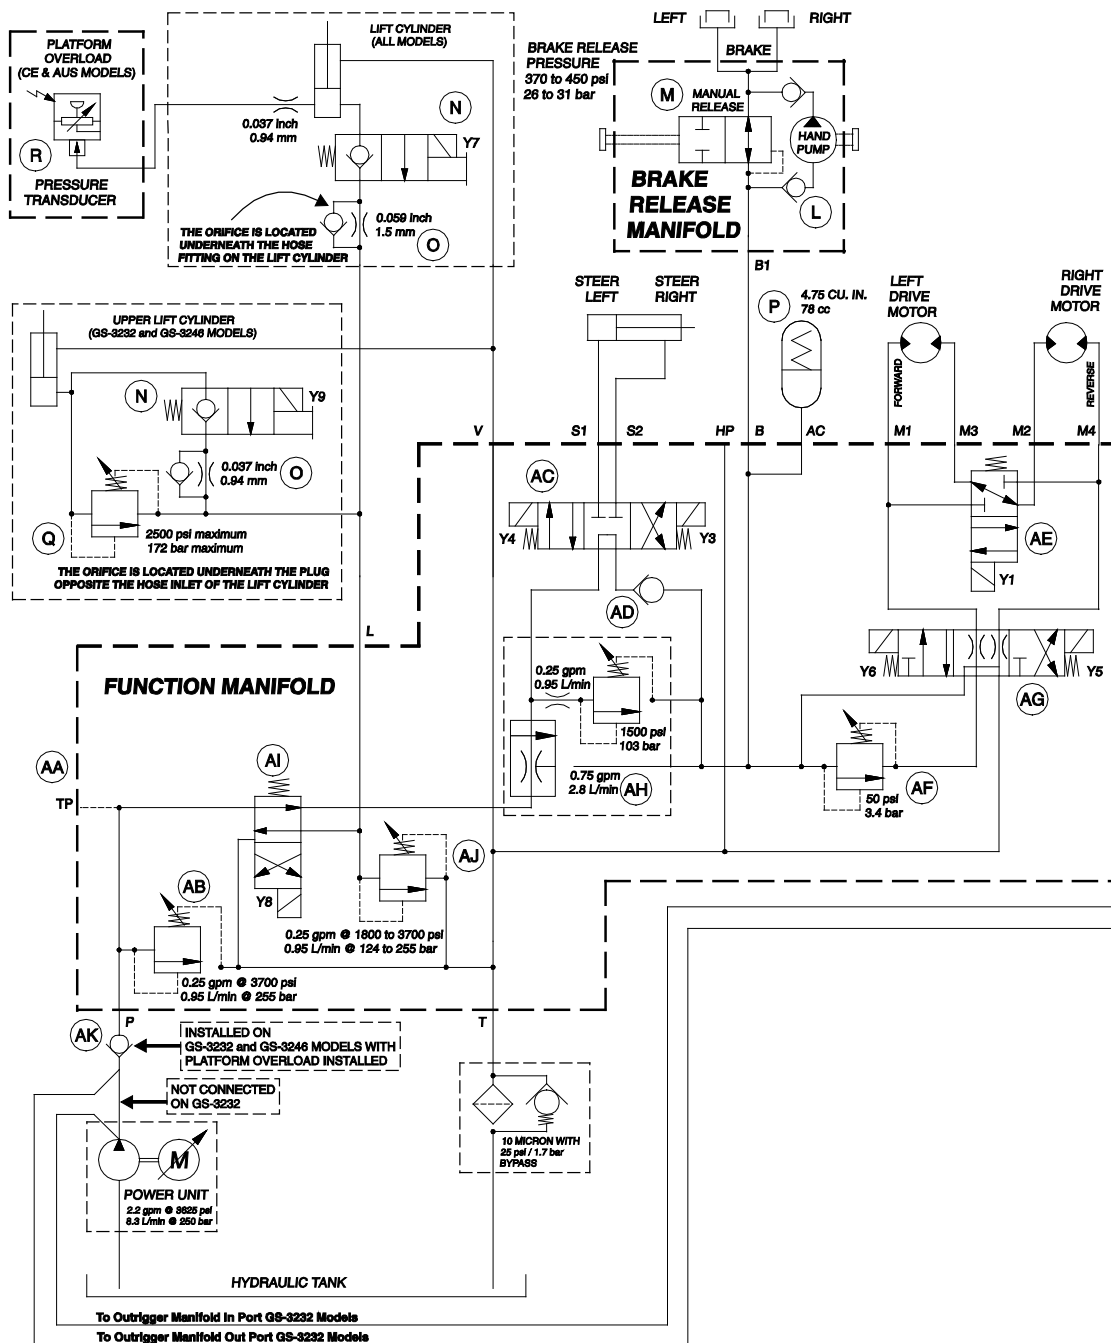 LEFT
RIGHT
BRAKE
LIFT CYLINDER
(ALL MODELS)
PLATFORM
OVERLOAD
(CE & AUS MODELS)
BRAKE RELEASE
PRESSURE
370 to 450 psi
26 to 31 bar
M
MANUAL
RELEASE
HAND
PUMP
N
Y7
0.037 inch
0.94 mm
R
PRESSURE
TRANSDUCER
BRAKE
RELEASE
MANIFOLD
L
0.059 inch
1.5 mm
O
THE ORIFICE IS LOCATED
UNDERNEATH THE HOSE
FITTING ON THE LIFT CYLINDER
B1
STEER
LEFT
STEER
RIGHT
P
4.75 CU. IN.
78 cc
LEFT
DRIVE
MOTOR
RIGHT
DRIVE
MOTOR
UPPER LIFT CYLINDER
(GS-3232 and GS-3246 MODELS)
FORWARD
REVERSE
N
Y9
V
S1
S2
HP
B
AC
M1
M3
M2
M4
0.037 inch
0.94 mm
O
AC
Q
2500 psi maximum
172 bar maximum
Y4
Y3
AE
THE ORIFICE IS LOCATED UNDERNEATH THE PLUG
OPPOSITE THE HOSE INLET OF THE LIFT CYLINDER
Y1
AD
L
Y6
Y5
AG
FUNCTION MANIFOLD
0.25 gpm
0.95 L/min
1500 psi
103 bar
AA
AI
0.75 gpm
2.8 L/min
AH
AF
TP
50 psi
3.4 bar
AJ
AB
Y8
0.25 gpm @ 1800 to 3700 psi
0.95 L/min @ 124 to 255 bar
0.25 gpm @ 3700 psi
0.95 L/min @ 255 bar
P
T
AK
INSTALLED ON
GS-3232 and GS-3246 MODELS WITH
PLATFORM OVERLOAD INSTALLED
NOT CONNECTED
ON GS-3232
10 MICRON WITH
25 psi / 1.7 bar
BYPASS
M
POWER UNIT
2.2 gpm @ 3625 psi
8.3 L/min @ 250 bar
HYDRAULIC TANK
To Outrigger Manifold In Port GS-3232 Models
To Outrigger Manifold Out Port GS-3232 Models